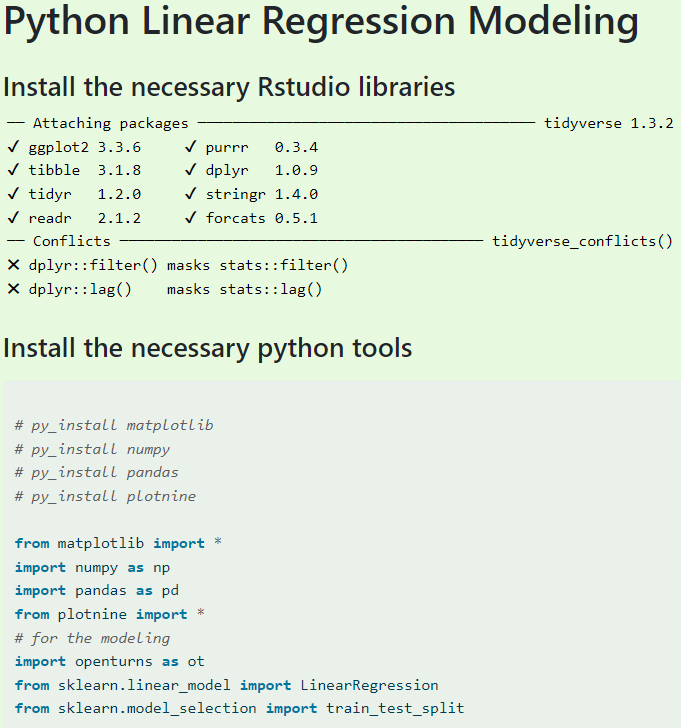 Python Linear Regression Modeling
Install the necessary Rstudio libraries
── Attaching packages ─────────────────────────────────────── tidyverse 1.3.2
✓ ggplot2 3.3.6     ✓ purrr   0.3.4
✓ tibble  3.1.8     ✓ dplyr   1.0.9
✓ tidyr   1.2.0     ✓ stringr 1.4.0
✓ readr   2.1.2     ✓ forcats 0.5.1
── Conflicts ────────────────────────────────────────── tidyverse_conflicts()
✕ dplyr::filter() masks stats::filter()
✕ dplyr::lag()    masks stats::lag()
Install the necessary python tools
# py_install matplotlib
# py_install numpy
# py_install pandas
# py_install plotnine
from matplotlib import *
import numpy as np
import pandas as pd
from plotnine import *
# for the modeling
import openturns as ot
from sklearn.linear_model import LinearRegression
from sklearn.model_selection import train_test_split